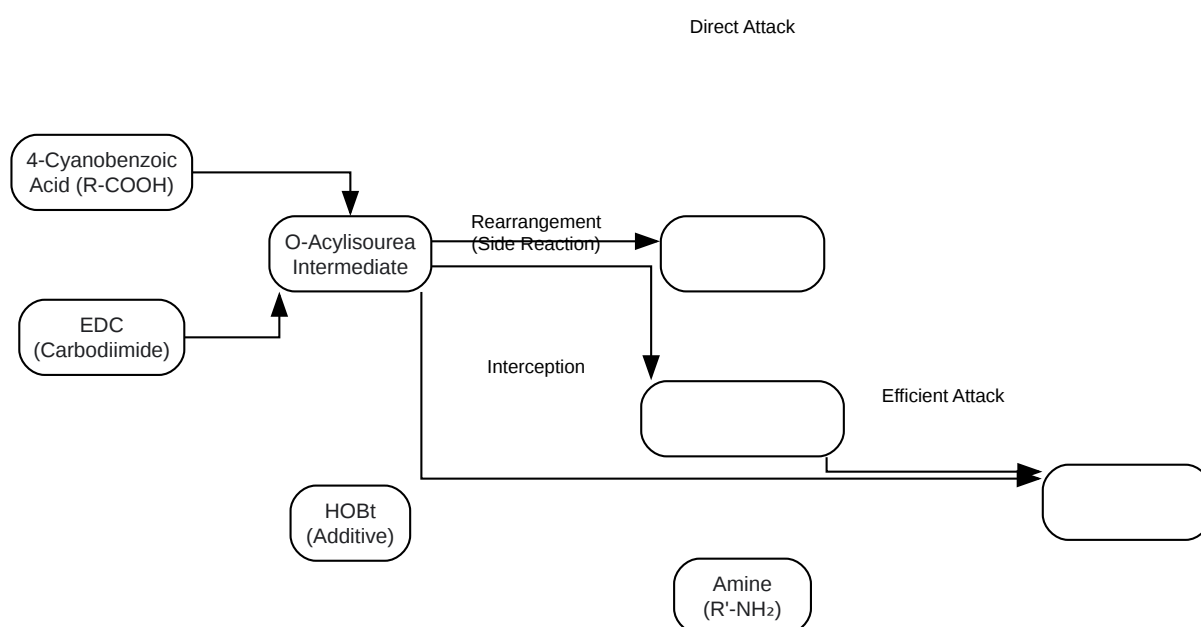 Direct Attack
4-Cyanobenzoic
Acid (R-COOH)
O-Acylisourea
Intermediate
Rearrangement
(Side Reaction)
EDC
(Carbodiimide)
Interception
Efficient Attack
HOBt
(Additive)
Amine
(R'-NH₂)